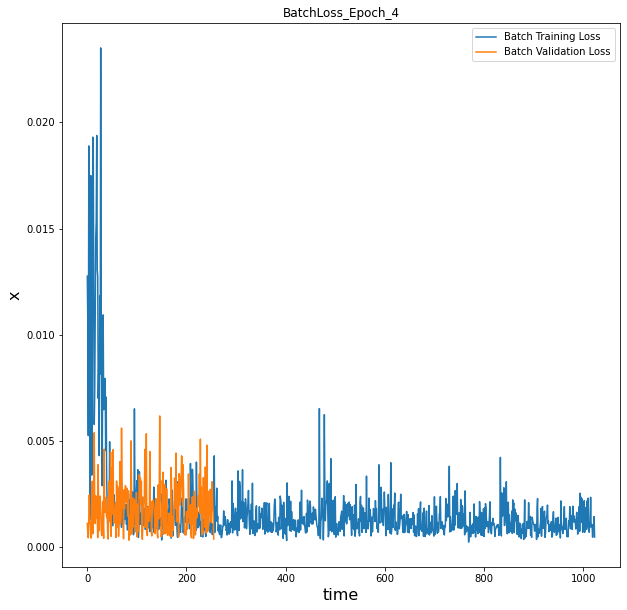 BatchLoss_Epoch_4
Batch Training Loss
Batch Validation Loss
0.020
0.015
0.010
0.005
0.000
x
0 200 400 600 800 1000
time